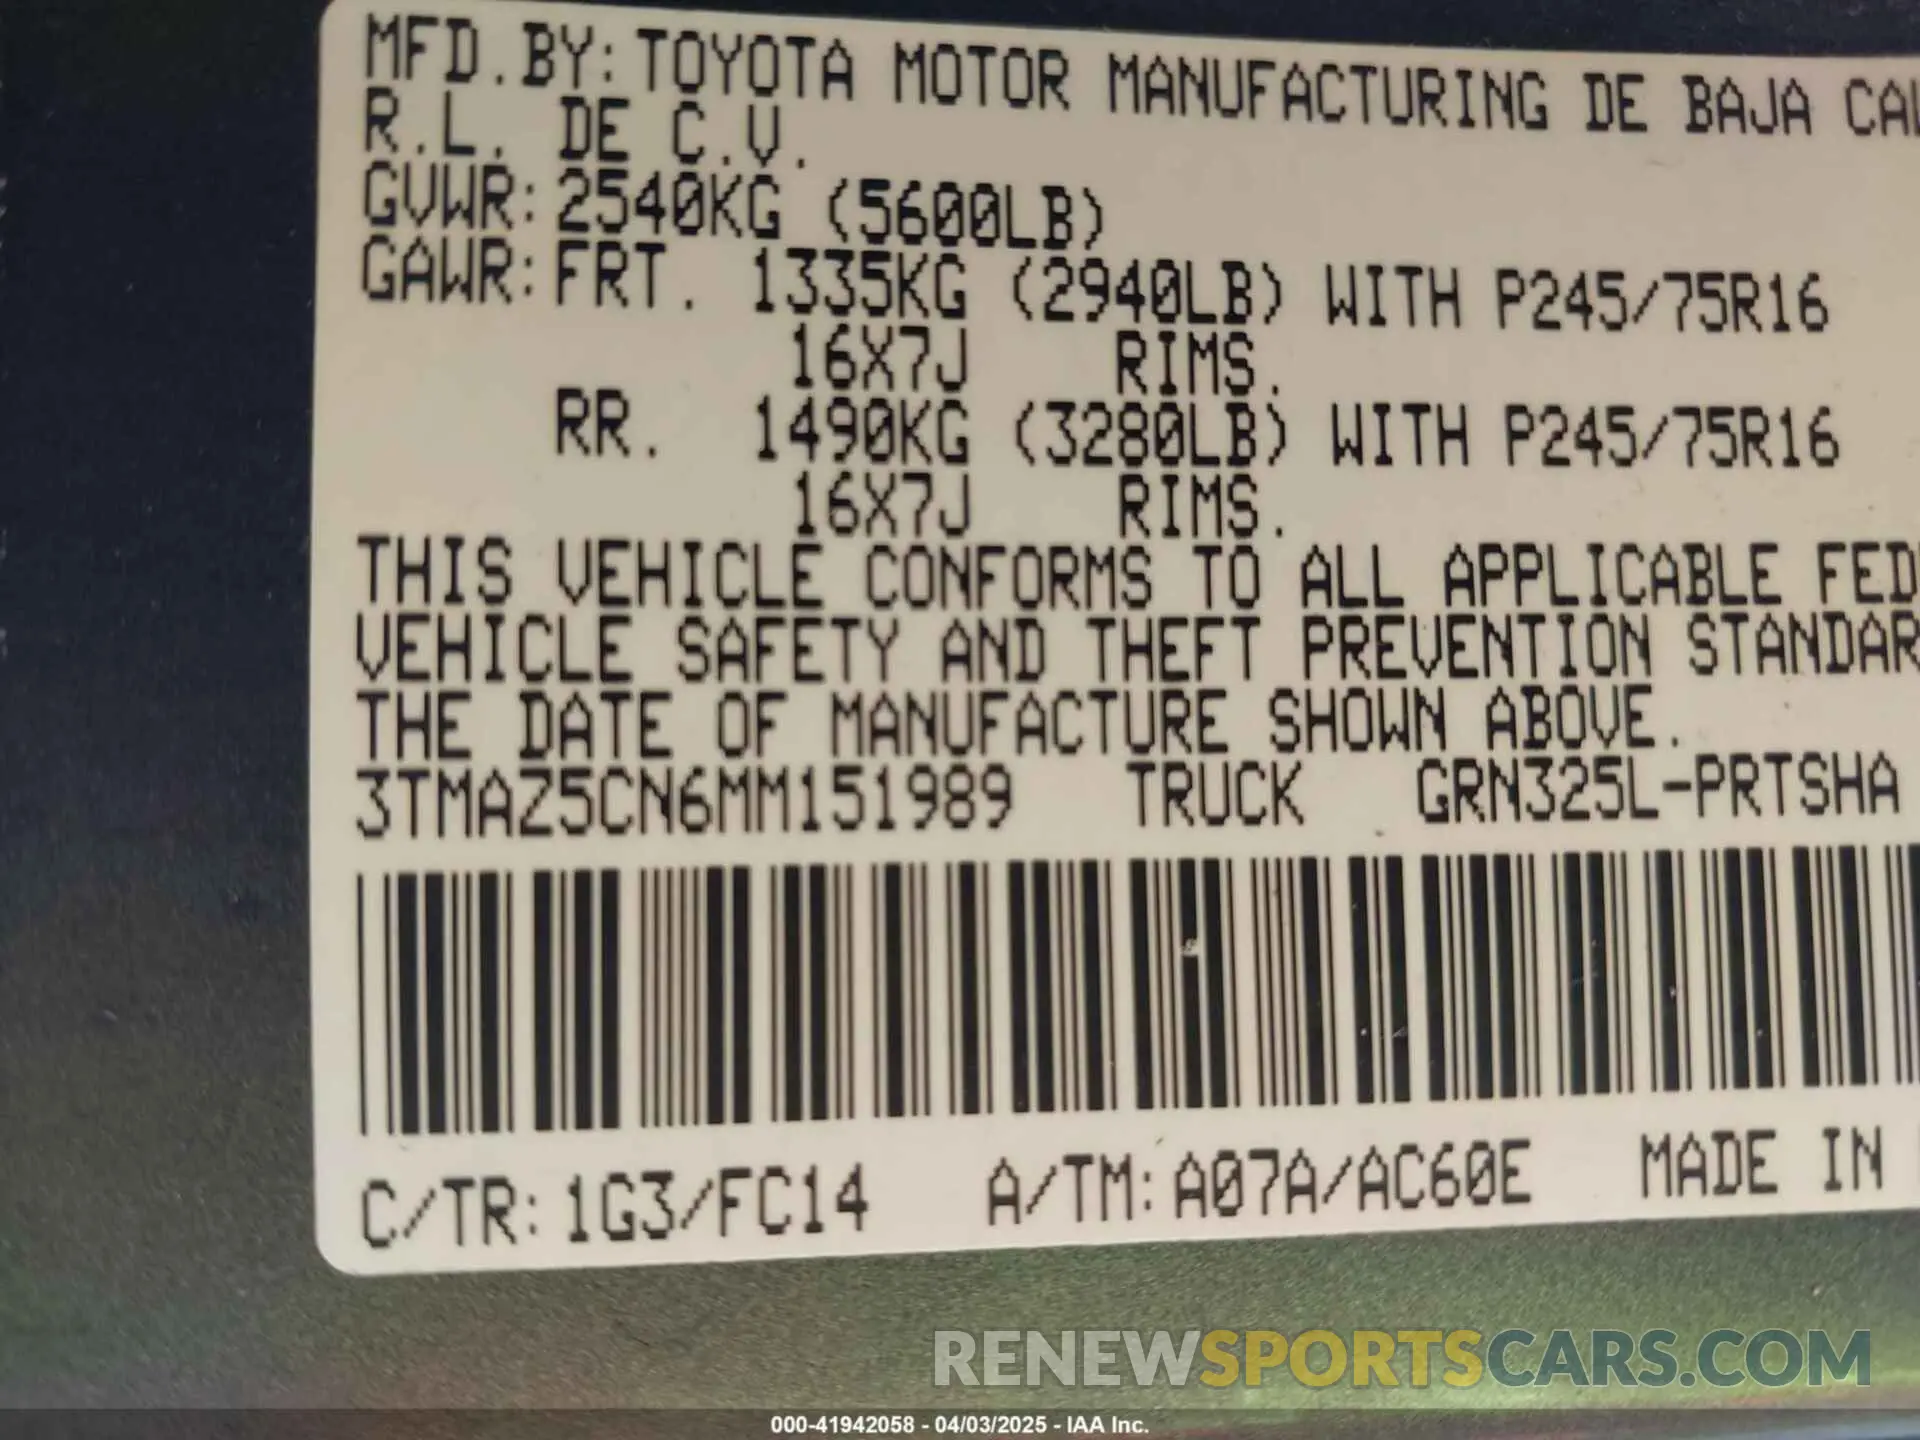 MFD.BY:TOYOTA MOTOR MANUFACTURING DE BAJA
R.L. DE C.V.
GVWR:2540KG (5600LB)
GAWR:FRT. 1335KG (2940LB) WITH P245/75R16
16X7J RIMS.
RR. 1490KG (3280LB) WITH P245/75R16
16X7J RIMS.
THIS VEHICLE CONFORMS TO ALL APPLICABLE FED
VEHICLE SAFETY AND THEFT PREVENTION STANDAR
THE DATE OF MANUFACTURE SHOWN ABOVE.
3TMAZ5CN6MM151989 TRUCK GRN325L-PRTSHA
C/TR:1G3/FC14 A/TM:A07A/AC60E MADE IN
RENEWSPORTSCARS.COM
000-41942058 - 04/03/2025 - IAA Inc.